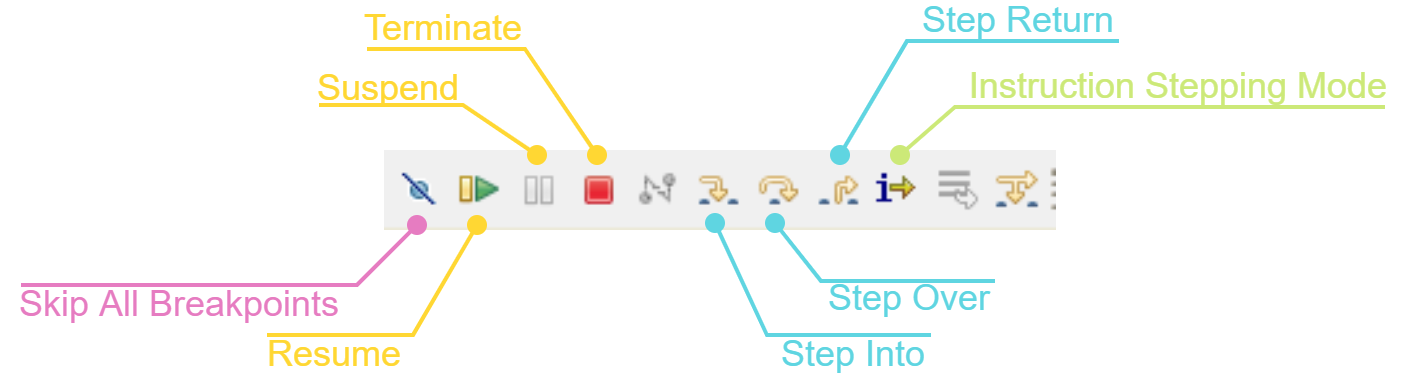 Step Return
Terminate
Suspend
Instruction Stepping Mode
Skip All Breakpoints
Step Over
Resume
Step Into